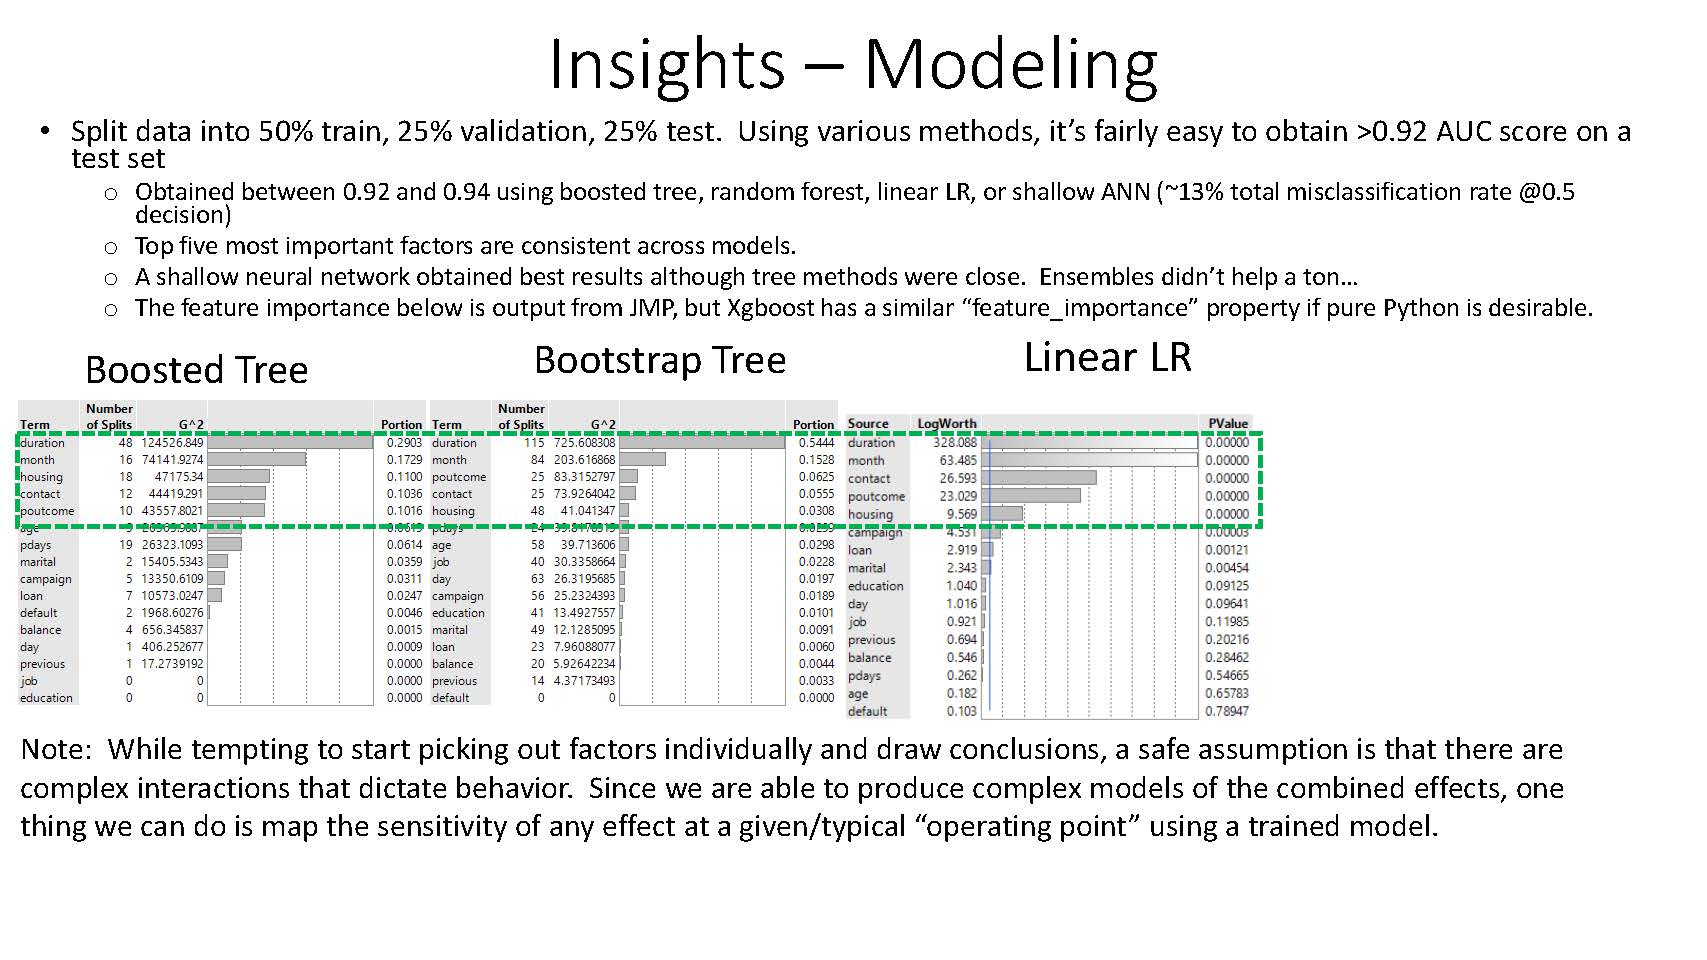 Insights – Modeling
• Split data into 50% train, 25% validation, 25% test.  Using various methods, it’s fairly easy to obtain >0.92 AUC score on a
test set
o Obtained between 0.92 and 0.94 using boosted tree, random forest, linear LR, or shallow ANN (~13% total misclassification rate @0.5
decision)
o Top five most important factors are consistent across models.
o A shallow neural network obtained best results although tree methods were close.  Ensembles didn’t help a ton…
o The feature importance below is output from JMP, but Xgboost has a similar “feature_importance” property if pure Python is desirable.
Boosted Tree
Number
Term of Splits G^2 Portion
duration 48 124526.849 0.2903
month 16 74141.9274 0.1729
housing 18 47175.34 0.1100
contact 12 44419.291 0.1036
poutcome 10 43557.8021 0.1016
age
pdays 19 26323.1093 0.0614
marital 2 15405.5343 0.0359
campaign 5 13350.6109 0.0311
loan 7 10573.0247 0.0247
default 2 1968.60276 0.0046
balance 4 656.345837 0.0015
day 1 406.252677 0.0009
previous 1 17.2739192 0.0000
job 0 0 0.0000
education 0 0 0.0000
Bootstrap Tree
Number
Term of Splits G^2 Portion
duration 115 725.608308 0.5444
month 84 203.616868 0.1528
poutcome 25 83.3152797 0.0625
contact 25 73.9264042 0.0555
housing 48 41.041347 0.0308
pdays
age 58 39.713606 0.0298
job 40 30.3358664 0.0228
day 63 26.3195685 0.0197
campaign 56 25.2324393 0.0189
education 41 13.4927557 0.0101
marital 49 12.1285095 0.0091
loan 23 7.96088077 0.0060
balance 20 5.92642234 0.0044
previous 14 4.37173493 0.0033
default 0 0 0.0000
Linear LR
Source LogWorth PValue
duration 328.088 0.00000
month 63.485 0.00000
contact 26.593 0.00000
poutcome 23.029 0.00000
housing 9.569 0.00000
campaign 4.531 0.00003
loan 2.919 0.00121
marital 2.343 0.00454
education 1.040 0.09125
day 1.016 0.09641
job 0.921 0.11985
previous 0.694 0.20216
balance 0.546 0.28462
pdays 0.262 0.54665
age 0.182 0.65783
default 0.103 0.78947
Note:  While tempting to start picking out factors individually and draw conclusions, a safe assumption is that there are
complex interactions that dictate behavior.  Since we are able to produce complex models of the combined effects, one
thing we can do is map the sensitivity of any effect at a given/typical “operating point” using a trained model.